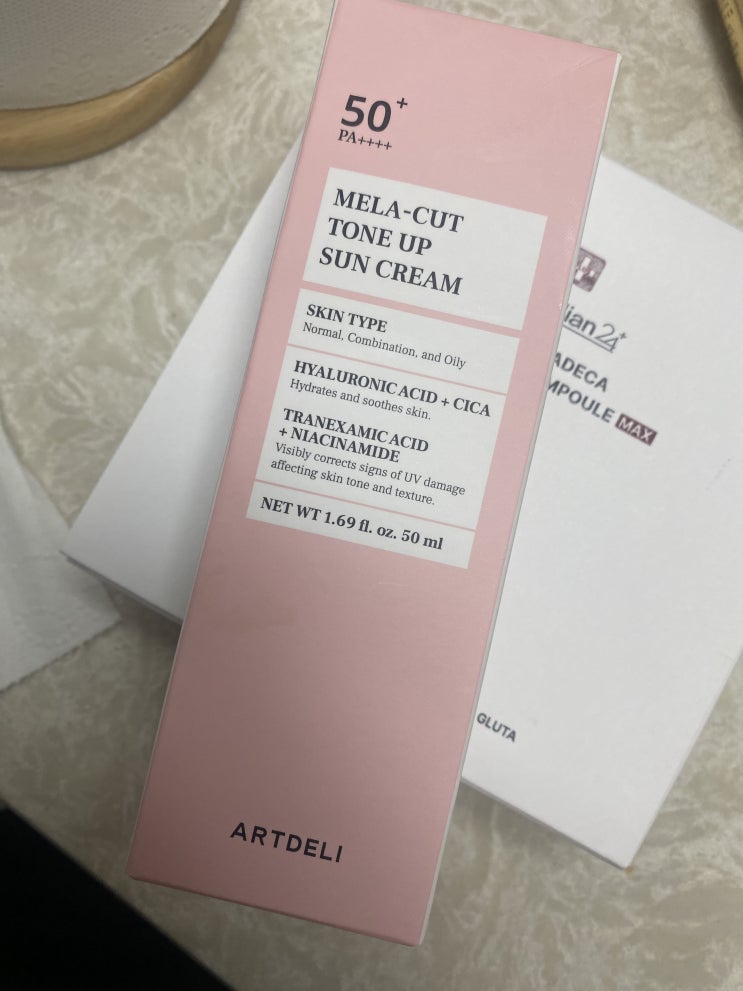 50+
PA++++
MELA-CUT
TONE UP
SUN CREAM
SKIN TYPE
Normal, Combination, and Oily
HYALURONIC ACID + CICA
Hydrates and soothes skin.
TRANEXAMIC ACID
+ NIACINAMIDE
Visibly corrects signs of UV damage
affecting skin tone and texture.
NET WT 1.69 fl. oz. 50 ml
ARTDELI
ian24+
ADECA
MPOULE MAX
GLUTA